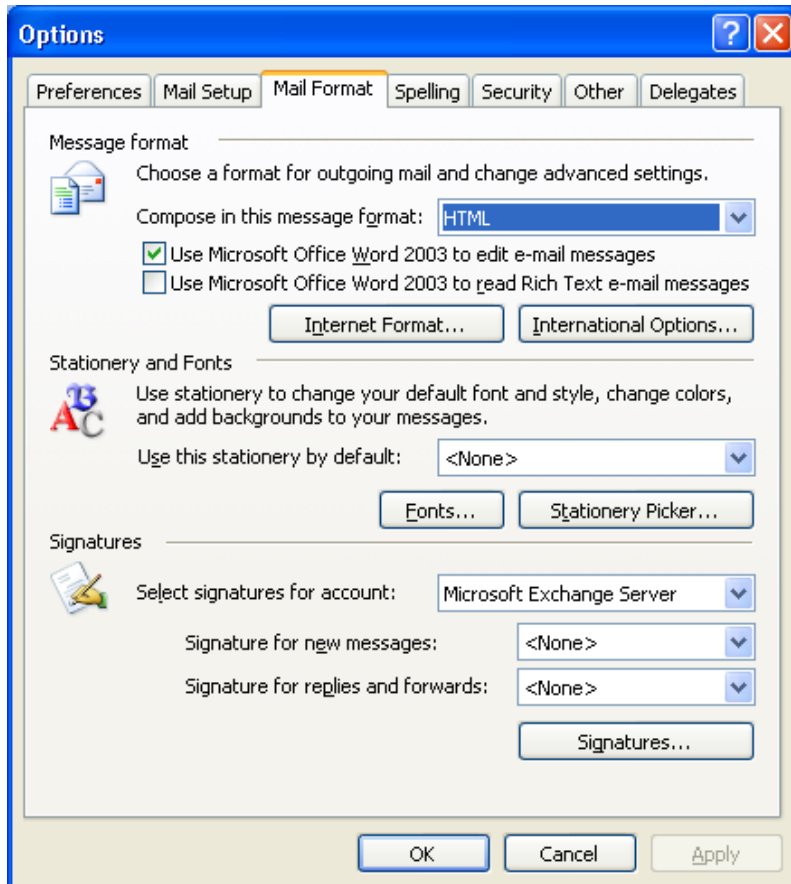 Options
Preferences Mail Setup Mail Format Spelling Security Other Delegates
Message format
Choose a format for outgoing mail and change advanced settings.
Compose in this message format: HTML
Use Microsoft Office Word 2003 to edit e-mail messages
Use Microsoft Office Word 2003 to read Rich Text e-mail messages
Internet Format... International Options...
Stationery and Fonts
Use stationery to change your default font and style, change colors,
and add backgrounds to your messages.
Use this stationery by default: <None>
Fonts... Stationery Picker...
Signatures
Select signatures for account: Microsoft Exchange Server
Signature for new messages: <None>
Signature for replies and forwards: <None>
Signatures...
OK Cancel Apply